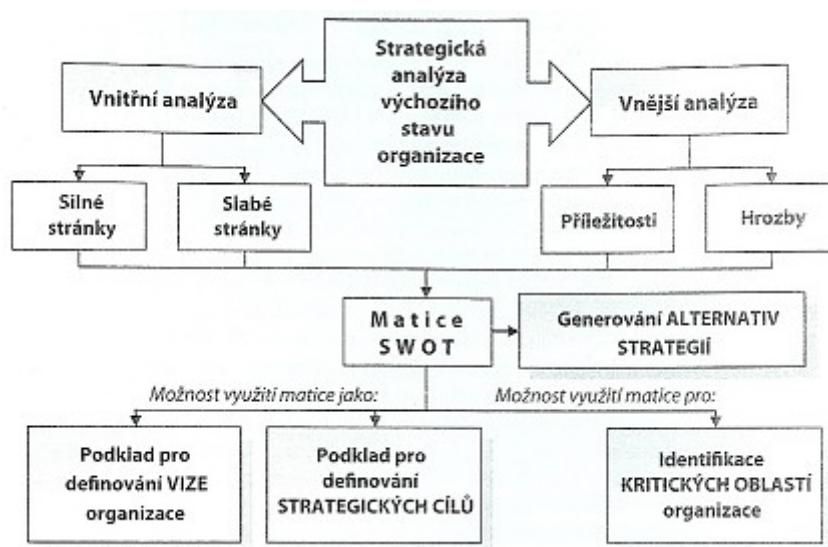 Strategická
analýza
výchozího
stavu
organizace
Vnitřní analýza
Vnější analýza
Silné
stránky
Slabé
stránky
Příležitosti
Hrozby
Matice
SWOT
Generování ALTERNATIV
STRATEGIÍ
Možnost využití matice jako:
Možnost využití matice pro:
Podklad pro
definování VIZE
organizace
Podklad pro
definování
STRATEGICKÝCH CÍLŮ
Identifikace
KRITICKÝCH OBLASTÍ
organizace